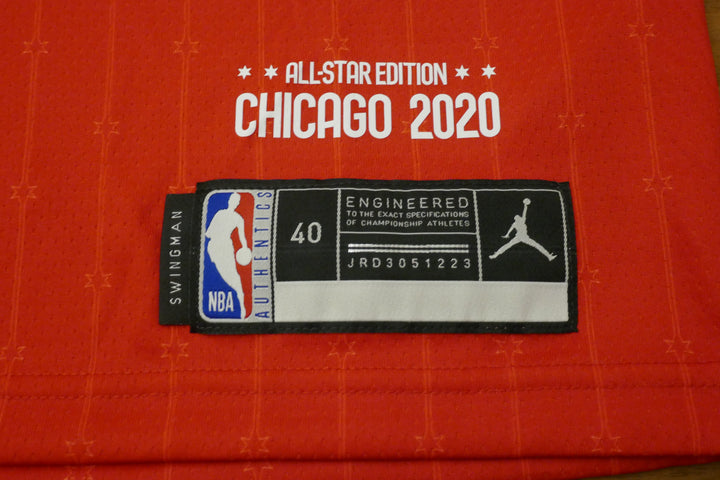 ALL-STAR EDITION
CHICAGO 2020
SWINGMAN
NBA
AUTHENTICS
40
ENGINEERED
TO THE EXACT SPECIFICATIONS
OF CHAMPIONSHIP ATHLETES
JRD3051223